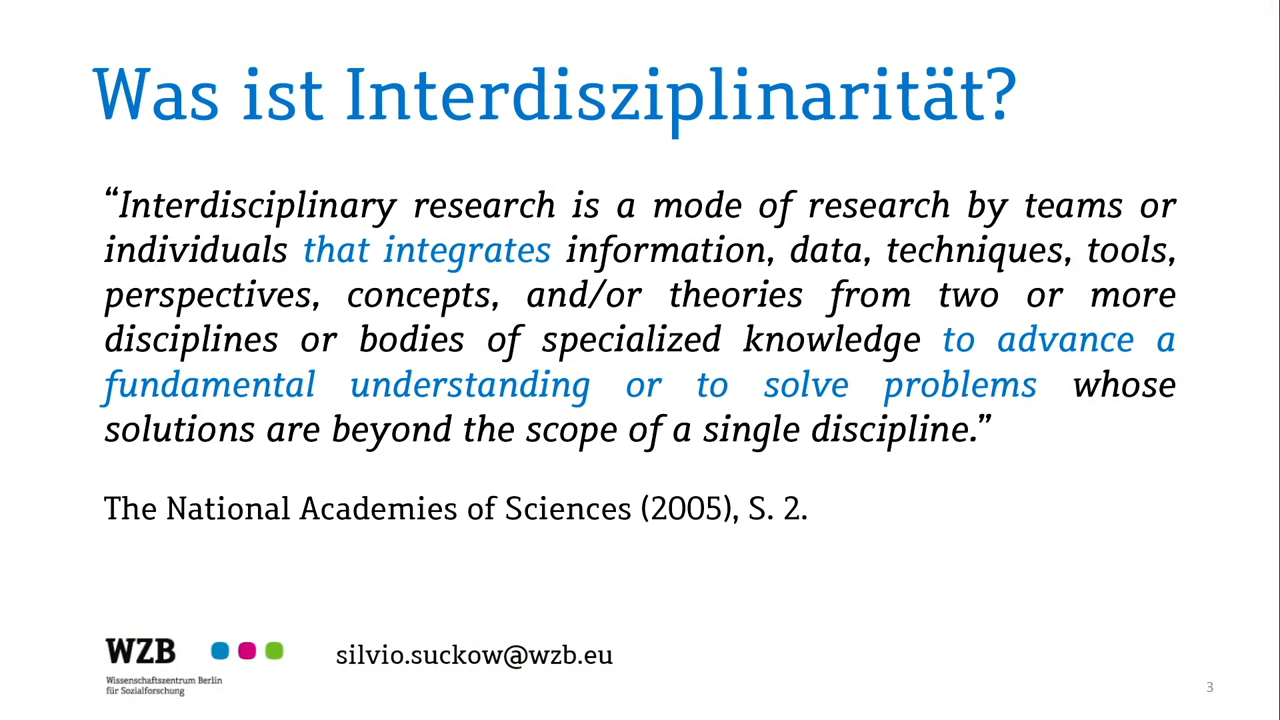 Was ist Interdisziplinarität?
“Interdisciplinary research is a mode of research by teams or
individuals that integrates information, data, techniques, tools,
perspectives, concepts, and/or theories from two or more
disciplines or bodies of specialized knowledge to advance a
fundamental understanding or to solve problems whose
solutions are beyond the scope of a single discipline.”
The National Academies of Sciences (2005), S. 2.
WZB
Wissenschaftszentrum Berlin
für Sozialforschung
silvio.suckow@wzb.eu
3